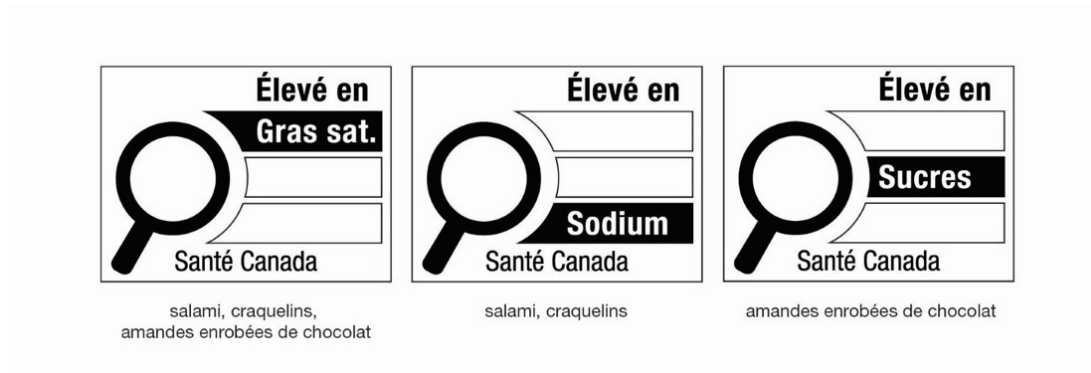 Élevé en
Gras sat.
Santé Canada
salami, craquelins,
amandes enrobées de chocolat
Élevé en
Sodium
Santé Canada
salami, craquelins
Élevé en
Sucres
Santé Canada
amandes enrobées de chocolat